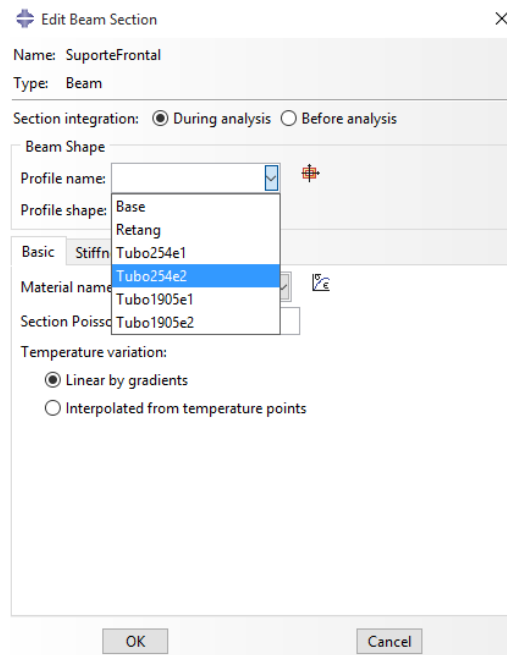 Edit Beam Section
Name: SuporteFrontal
Type: Beam
Section integration: During analysis Before analysis
Beam Shape
Profile name:
Profile shape:
Base
Retang
Tubo254e1
Tubo254e2
Tubo1905e1
Tubo1905e2
Basic Stiffn
Material name
Section Poisso
Temperature variation:
Linear by gradients
Interpolated from temperature points
OK Cancel